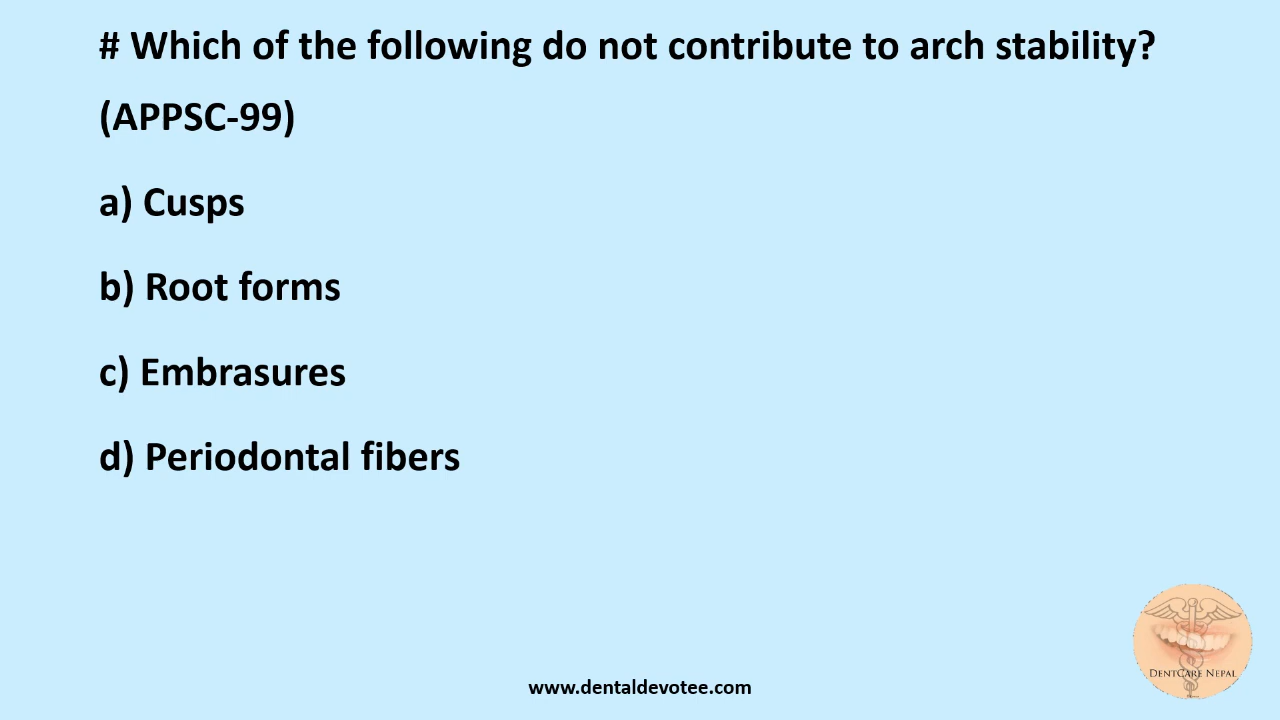 # Which of the following do not contribute to arch stability?
(APPSC-99)
a) Cusps
b) Root forms
c) Embrasures
d) Periodontal fibers
DentCare Nepal
www.dentaldevotee.com